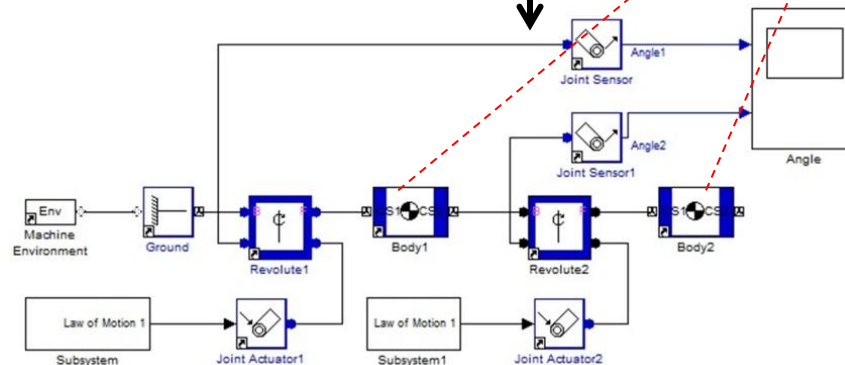 Joint Sensor
Angle1
Joint Sensor1
Angle2
Angle
Env
Machine
Environment
Ground
B
F
Revolute1
CS1
CS2
Body1
B
F
Revolute2
CS1
CS2
Body2
Law of Motion 1
Subsystem
Joint Actuator1
Law of Motion 1
Subsystem1
Joint Actuator2